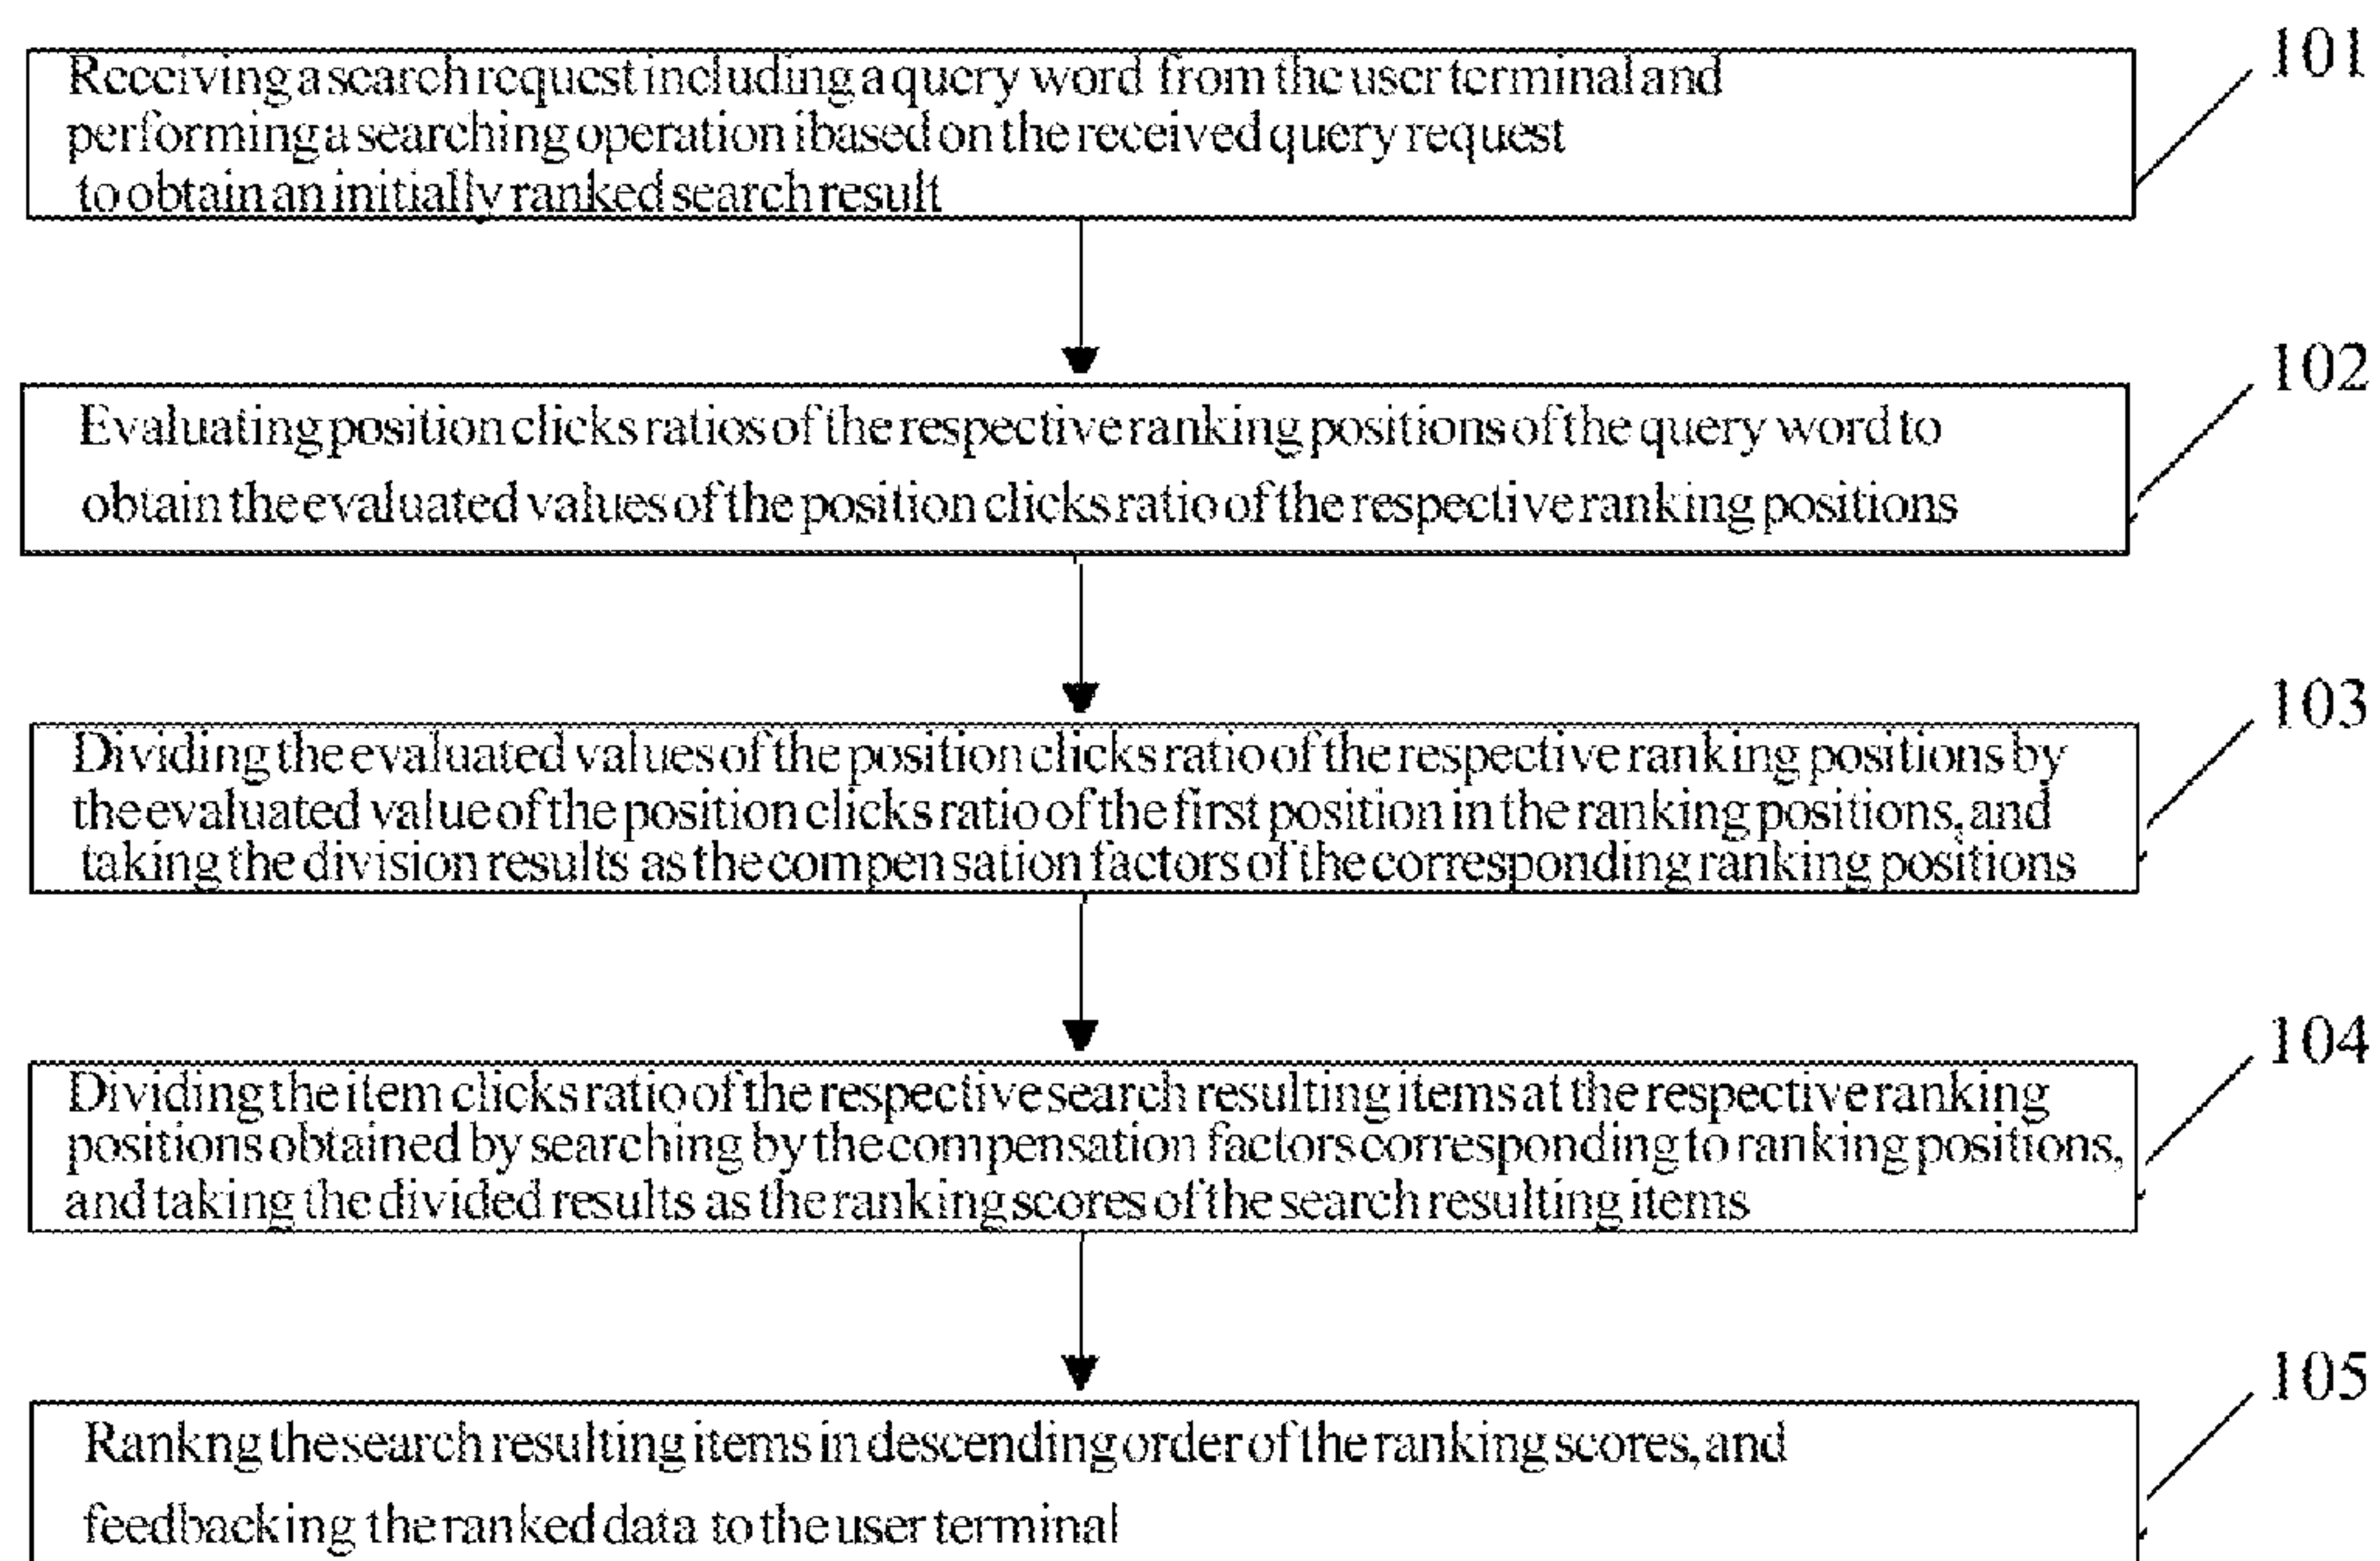 Receiving a search request including a query word from the user terminal and
101
performing a searching operation ibased on the received query request
to obtain an initially ranked search result
102
Evaluating position clicks ratios of the respective ranking positions of the query word to
obtain the evaluated values of the position clicks ratio of the respective ranking positions
103
Dividing the evaluated values of the position clicks ratio of the respective ranking positions by
the evaluated value of the position clicks ratio of the first position in the ranking positions, and
taking the division results as the compensation factors of the corresponding ranking positions
104
Dividing the item clicks ratio of the respective search resulting items at the respective ranking
positions obtained by searching by the compensation factors corresponding to ranking positions,
and taking the divided results as the ranking scores of the search resulting items
105
Rankng the search resulting items in descending order of the ranking scores, and
feedbacking the ranked data to the user terminal